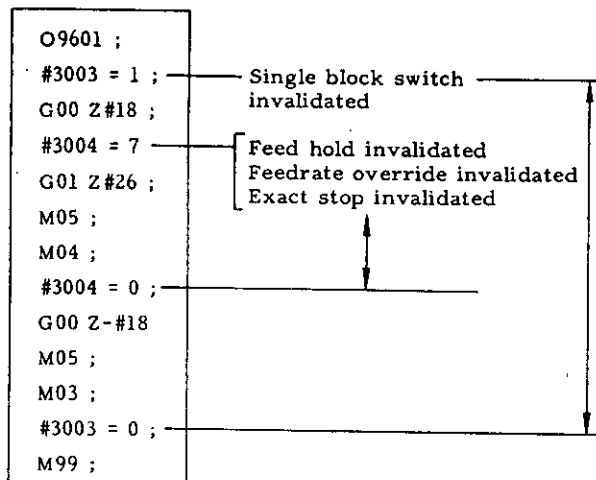 O9601 ;
#3003 = 1 ;
G00 Z#18 ;
#3004 = 7
G01 Z#26 ;
M05 ;
M04 ;
#3004 = 0 ;
G00 Z-#18
M05 ;
M03 ;
#3003 = 0 ;
M99 ;
Single block switch
invalidated
Feed hold invalidated
Feedrate override invalidated
Exact stop invalidated